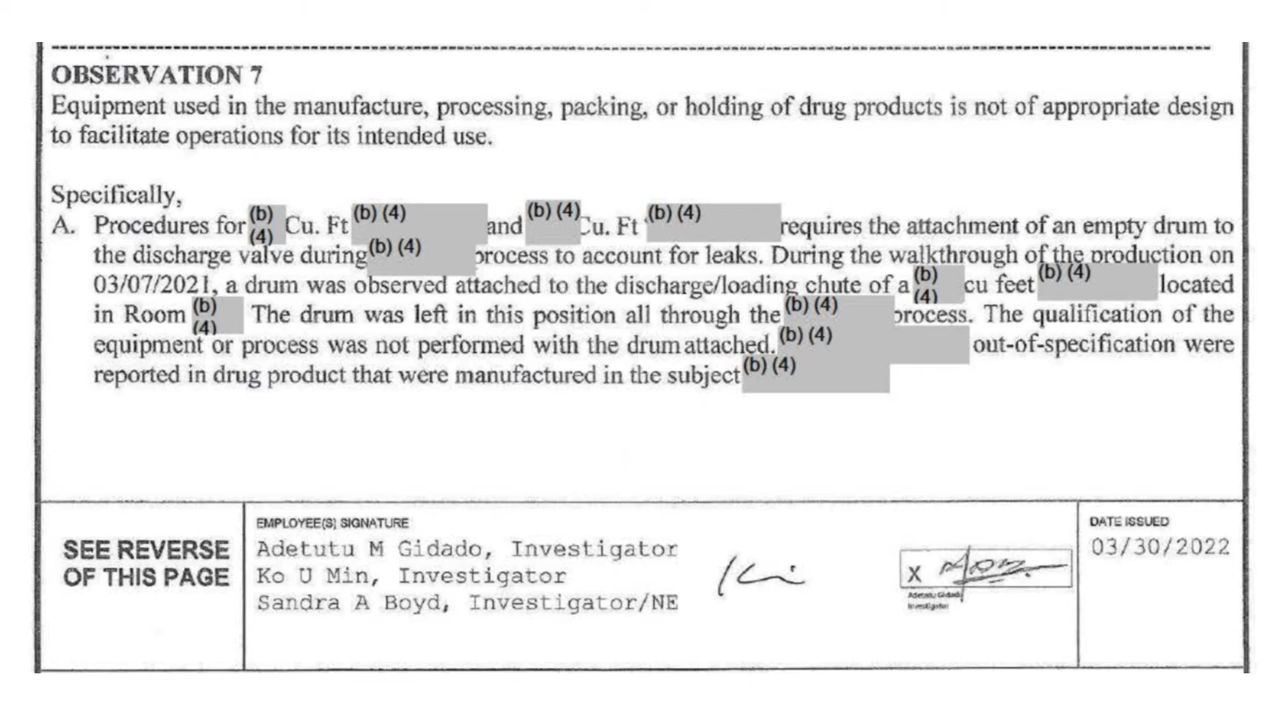 OBSERVATION 7
Equipment used in the manufacture, processing, packing, or holding of drug products is not of appropriate design
to facilitate operations for its intended use.
Specifically,
A. Procedures for (b) (4) Cu. Ft (b) (4) and (b) (4) Cu. Ft (b) (4) requires the attachment of an empty drum to
the discharge valve during (b) (4) process to account for leaks. During the walkthrough of the production on
03/07/2021, a drum was observed attached to the discharge/loading chute of a (b) (4) cu feet (b) (4) located
in Room (b) (4) The drum was left in this position all through the (b) (4) process. The qualification of the
equipment or process was not performed with the drum attached. (b) (4) out-of-specification were
reported in drug product that were manufactured in the subject (b) (4)
SEE REVERSE
OF THIS PAGE
EMPLOYEE(S) SIGNATURE
Adetutu M Gidado, Investigator
Ko U Min, Investigator
Sandra A Boyd, Investigator/NE
X
Adetutu Gidado
Investigator
DATE ISSUED
03/30/2022